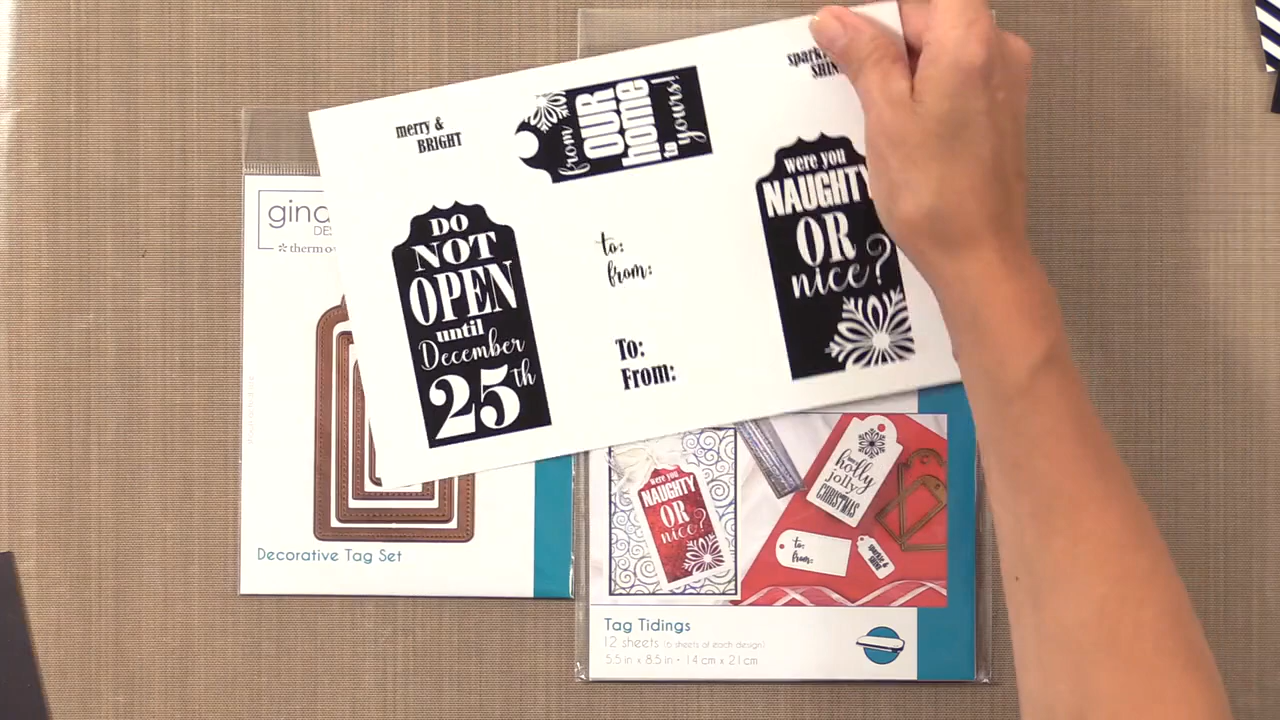 merry &
BRIGHT
from
OUR
home
to yours!
DO
NOT
OPEN
until
December
25th
to:
from:
To:
From:
were you
NAUGHTY
OR
nice?
gina
DES
thermo
Decorative Tag Set
were you
NAUGHTY
OR
nice?
holly
jolly
CHRISTMAS
to:
from:
sparkle &
SHINE
Tag Tidings
12 sheets (6 sheets of each design)
5.5 in x 8.5 in • 14 cm x 21 cm